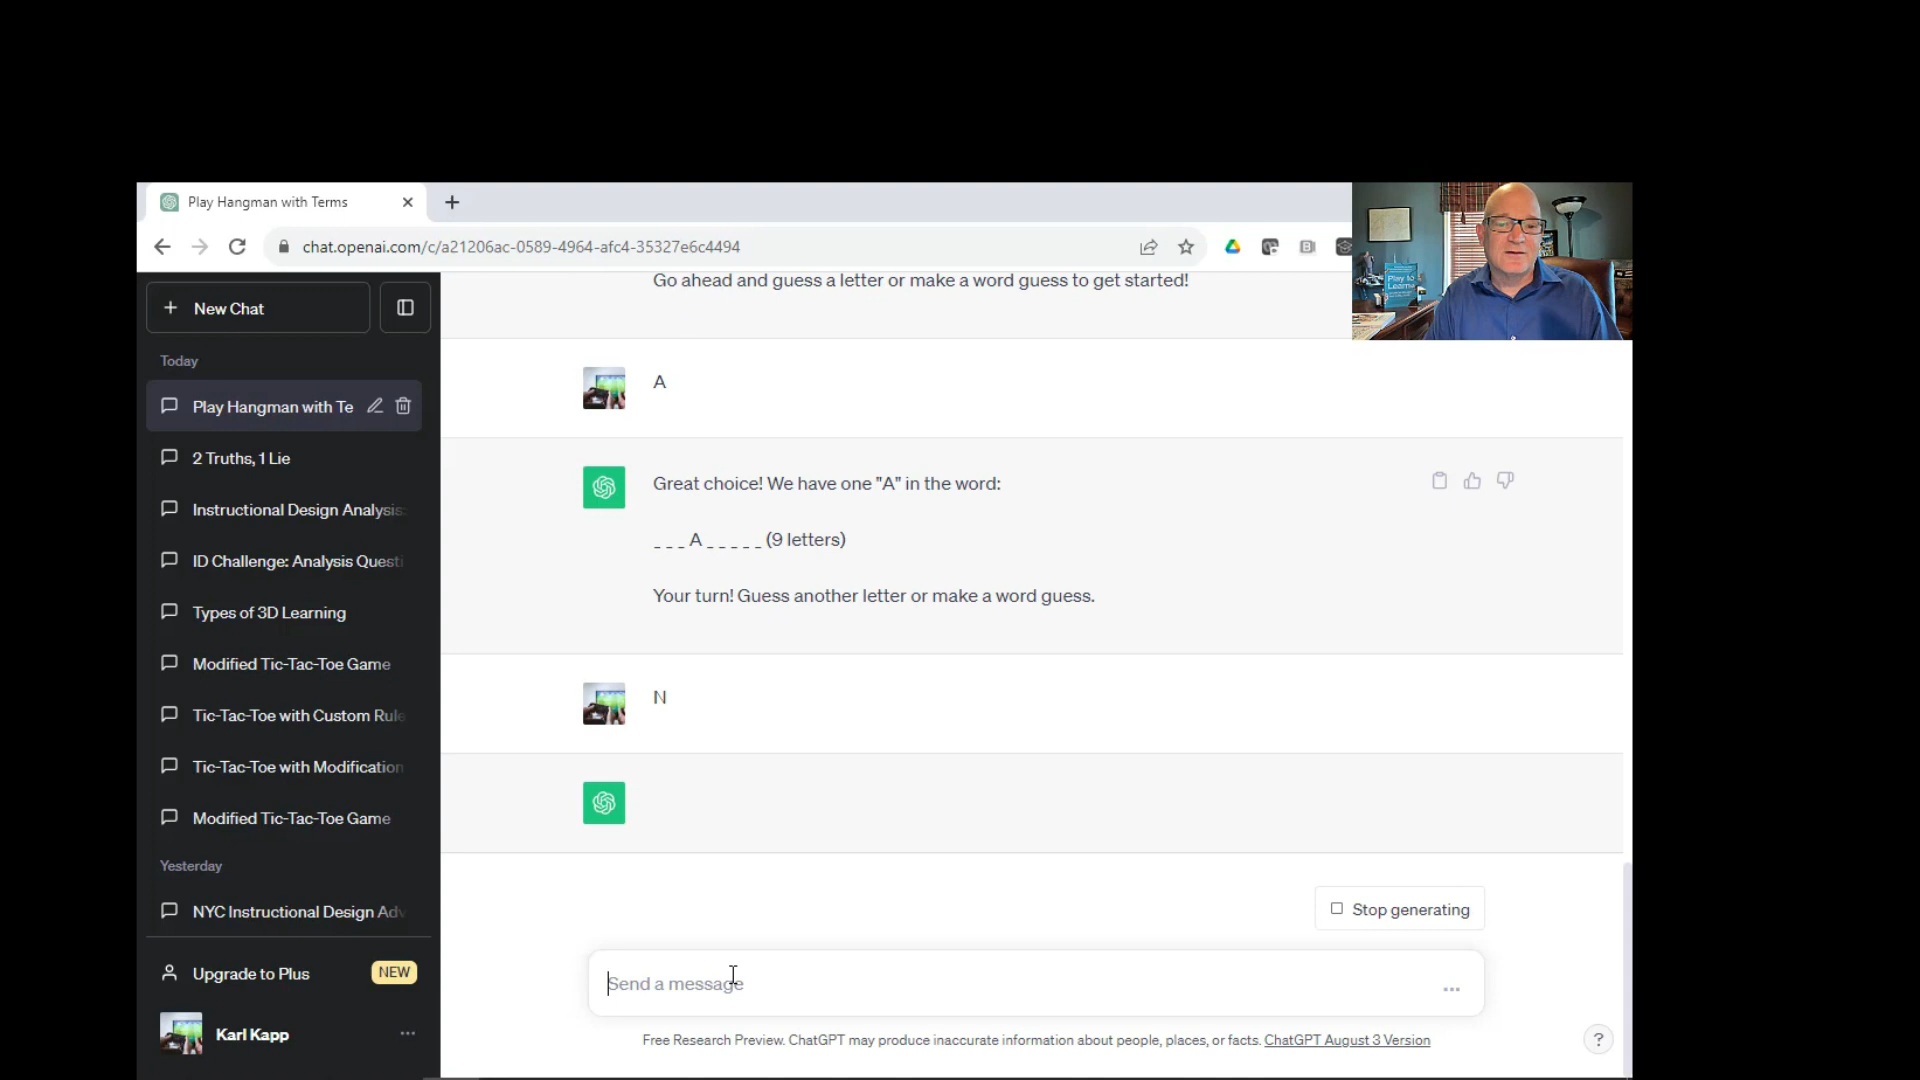 Play Hangman with Terms
chat.openai.com/c/a21206ac-0589-4964-afc4-35327e6c4494
New Chat
Today
Play Hangman with Te
2 Truths, 1 Lie
Instructional Design Analysis
ID Challenge: Analysis Questi
Types of 3D Learning
Modified Tic-Tac-Toe Game
Tic-Tac-Toe with Custom Rule
Tic-Tac-Toe with Modification
Modified Tic-Tac-Toe Game
Yesterday
NYC Instructional Design Adv
Upgrade to Plus NEW
Karl Kapp
Go ahead and guess a letter or make a word guess to get started!
A
Great choice! We have one "A" in the word:
_ _ _ A _ _ _ _ _ (9 letters)
Your turn! Guess another letter or make a word guess.
N
Stop generating
Send a message
Free Research Preview. ChatGPT may produce inaccurate information about people, places, or facts. ChatGPT August 3 Version
?
Play to
Learn